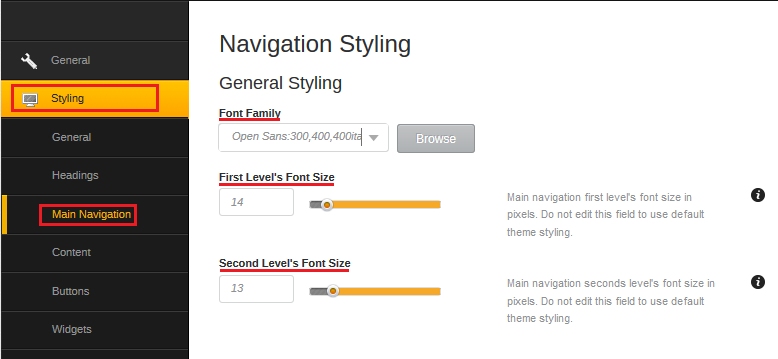 General
Styling
General
Headings
Main Navigation
Content
Buttons
Widgets
Navigation Styling
General Styling
Font Family
Open Sans:300,400,400ita
Browse
First Level's Font Size
14
Main navigation first level's font size in
pixels. Do not edit this field to use default
theme styling.
Second Level's Font Size
13
Main navigation seconds level's font size in
pixels. Do not edit this field to use default
theme styling.